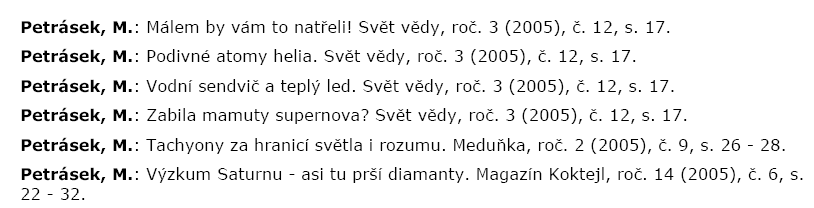 Petrásek, M.: Málem by vám to natřeli! Svět vědy, roč. 3 (2005), č. 12, s. 17.
Petrásek, M.: Podivné atomy helia. Svět vědy, roč. 3 (2005), č. 12, s. 17.
Petrásek, M.: Vodní sendvič a teplý led. Svět vědy, roč. 3 (2005), č. 12, s. 17.
Petrásek, M.: Zabila mamuty supernova? Svět vědy, roč. 3 (2005), č. 12, s. 17.
Petrásek, M.: Tachyony za hranicí světla i rozumu. Meduňka, roč. 2 (2005), č. 9, s. 26 - 28.
Petrásek, M.: Výzkum Saturnu - asi tu prší diamanty. Magazín Koktejl, roč. 14 (2005), č. 6, s.
22 - 32.